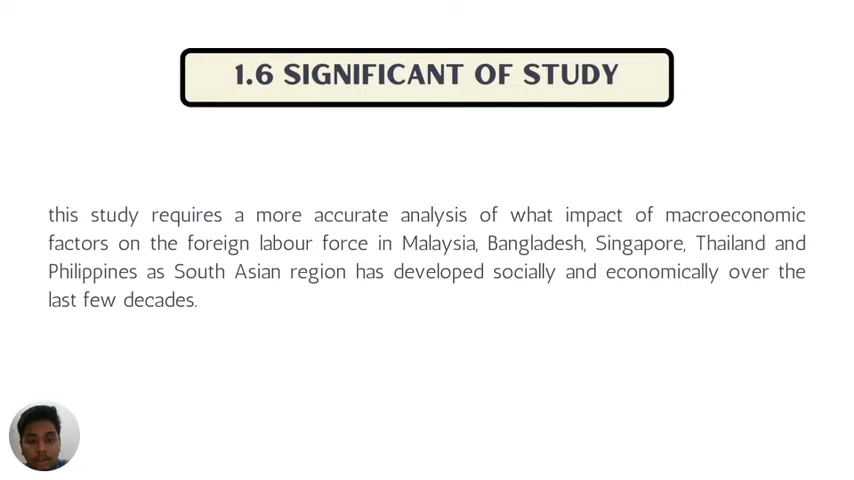 1.6 SIGNIFICANT OF STUDY
this study requires a more accurate analysis of what impact of macroeconomic
factors on the foreign labour force in Malaysia, Bangladesh, Singapore, Thailand and
Philippines as South Asian region has developed socially and economically over the
last few decades.